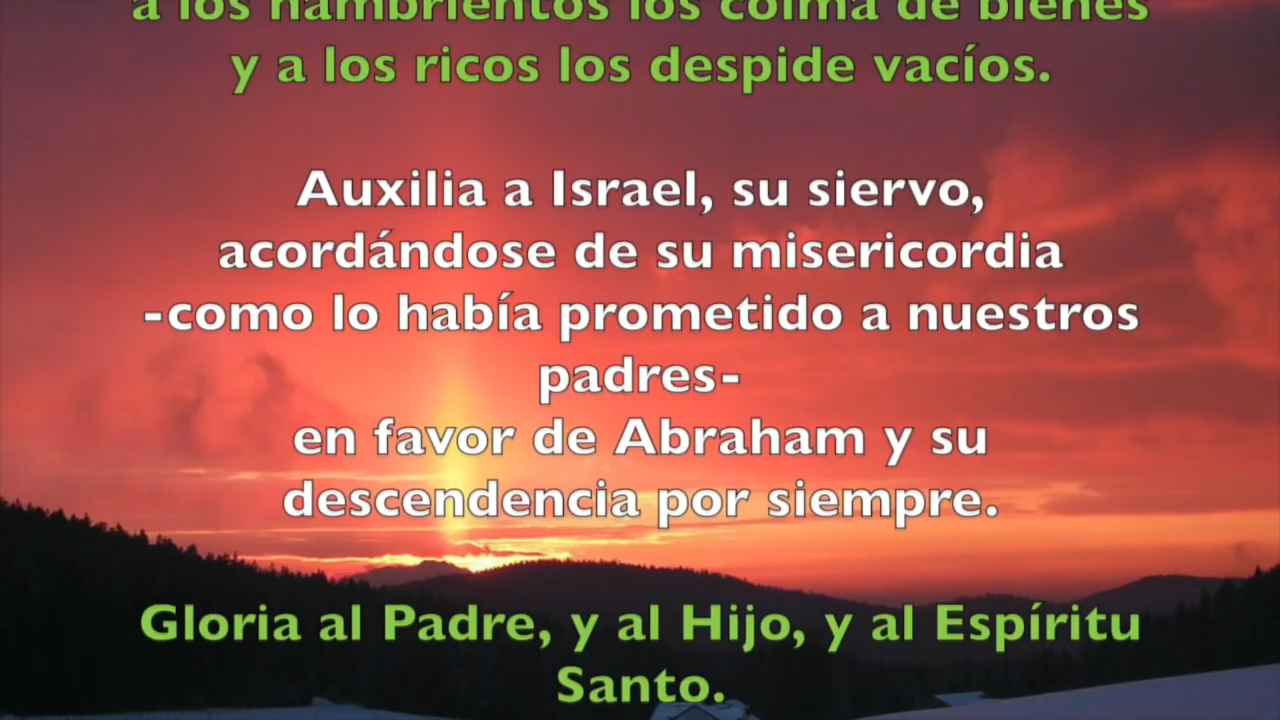 a los hambrientos los colma de bienes
y a los ricos los despide vacíos.
Auxilia a Israel, su siervo,
acordándose de su misericordia
-como lo había prometido a nuestros
padres-
en favor de Abraham y su
descendencia por siempre.
Gloria al Padre, y al Hijo, y al Espíritu
Santo.